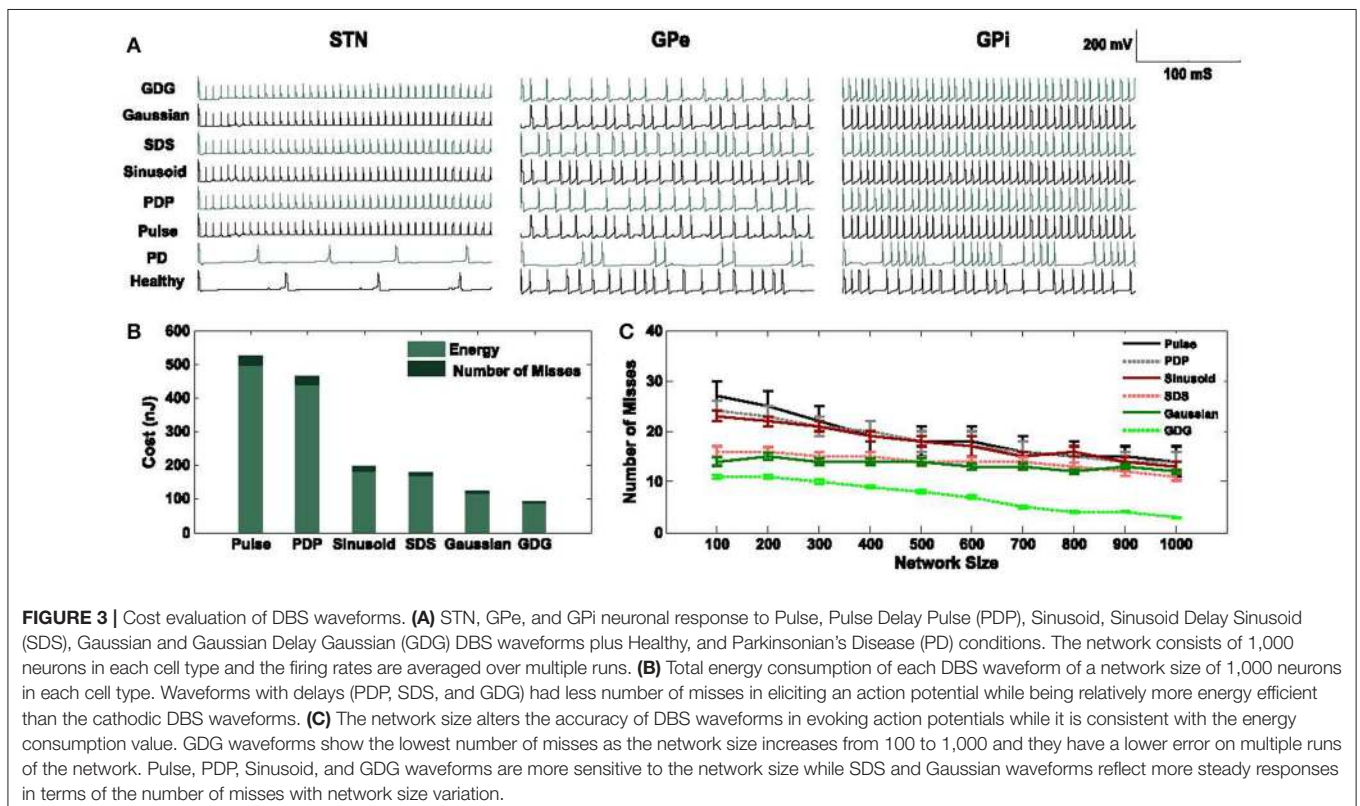 A
STN
GPe
GPi
200 mV
100 mS
GDG
Gaussian
SDS
Sinusoid
PDP
Pulse
PD
Healthy
B
600
500
400
300
200
100
0
Cost (nJ)
Energy
Number of Misses
Pulse PDP Sinusoid SDS Gaussian GDG
C
40
30
20
10
0
Number of Misses
Pulse
PDP
Sinusoid
SDS
Gaussian
GDG
100 200 300 400 500 600 700 800 900 1000
Network Size
FIGURE 3 | Cost evaluation of DBS waveforms. (A) STN, GPe, and GPi neuronal response to Pulse, Pulse Delay Pulse (PDP), Sinusoid, Sinusoid Delay Sinusoid
(SDS), Gaussian and Gaussian Delay Gaussian (GDG) DBS waveforms plus Healthy, and Parkinsonian's Disease (PD) conditions. The network consists of 1,000
neurons in each cell type and the firing rates are averaged over multiple runs. (B) Total energy consumption of each DBS waveform of a network size of 1,000 neurons
in each cell type. Waveforms with delays (PDP, SDS, and GDG) had less number of misses in eliciting an action potential while being relatively more energy efficient
than the cathodic DBS waveforms. (C) The network size alters the accuracy of DBS waveforms in evoking action potentials while it is consistent with the energy
consumption value. GDG waveforms show the lowest number of misses as the network size increases from 100 to 1,000 and they have a lower error on multiple runs
of the network. Pulse, PDP, Sinusoid, and GDG waveforms are more sensitive to the network size while SDS and Gaussian waveforms reflect more steady responses
in terms of the number of misses with network size variation.